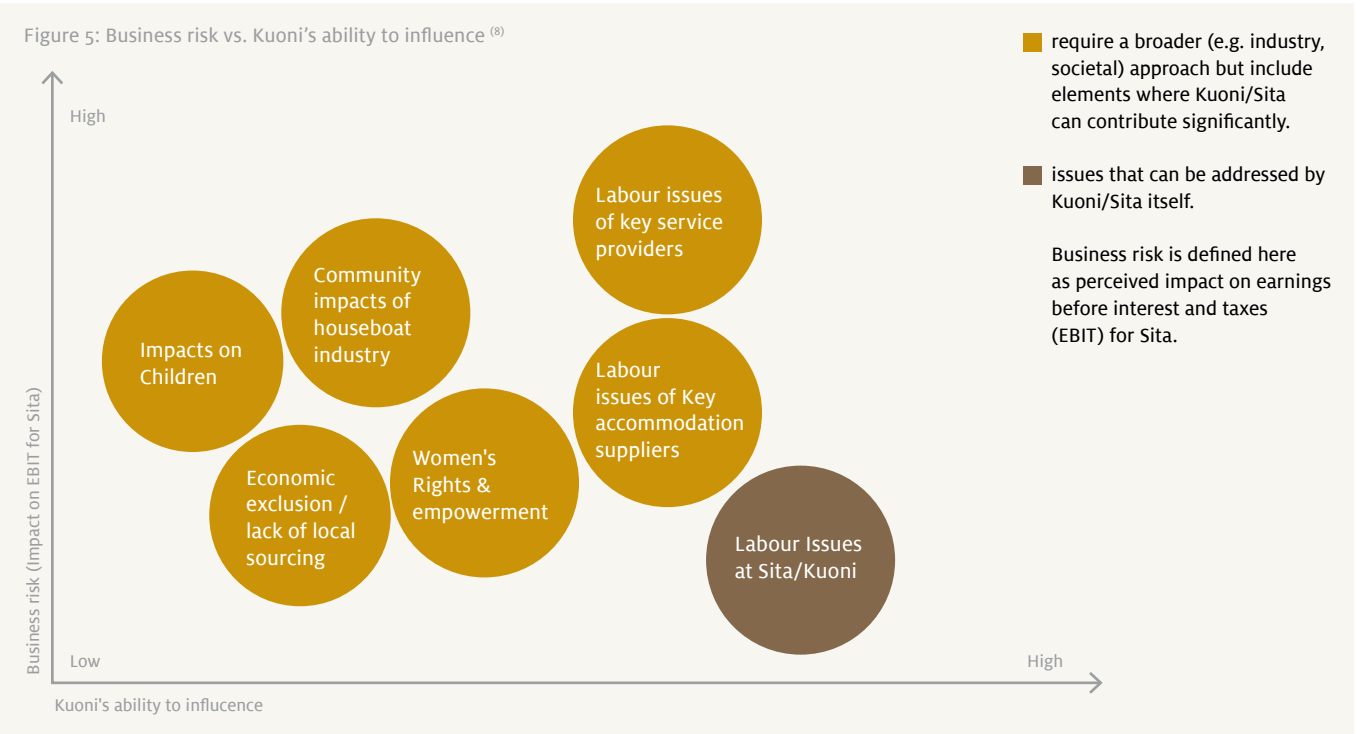 Figure 5: Business risk vs. Kuoni's ability to influence (8)
High
Business risk (Impact on EBIT for Sita)
Impacts on
Children
Community
impacts of
houseboat
industry
Labour issues
of key service
providers
Economic
exclusion /
lack of local
sourcing
Women's
Rights &
empowerment
Labour
issues of Key
accommodation
suppliers
Labour Issues
at Sita/Kuoni
Low
High
Kuoni's ability to influcence
require a broader (e.g. industry,
societal) approach but include
elements where Kuoni/Sita
can contribute significantly.
issues that can be addressed by
Kuoni/Sita itself.
Business risk is defined here
as perceived impact on earnings
before interest and taxes
(EBIT) for Sita.